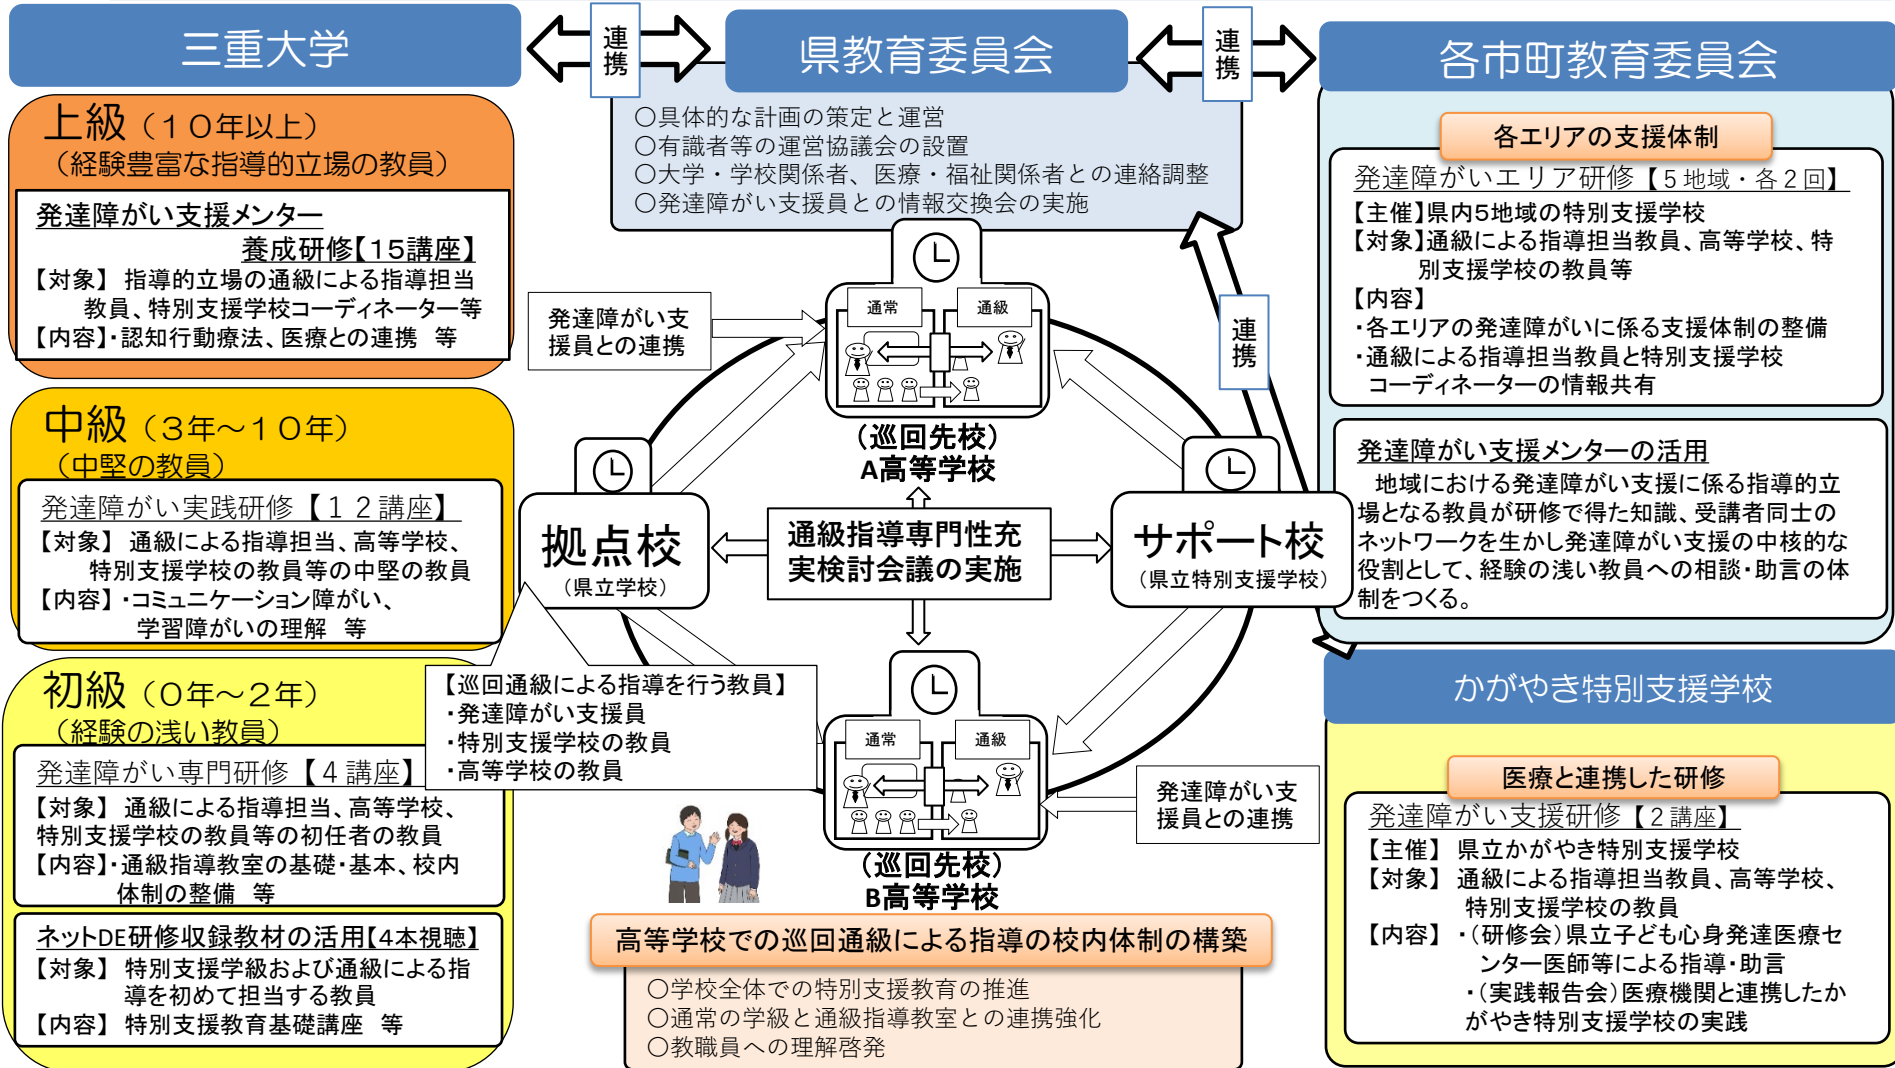 三重大学
連携
県教育委員会
連携
各市町教育委員会
上級（１０年以上）
（経験豊富な指導的立場の教員）
発達障がい支援メンター
養成研修【１５講座】
【対象】 指導的立場の通級による指導担当
教員、特別支援学校コーディネーター等
【内容】・認知行動療法、医療との連携 等
中級（３年～１０年）
（中堅の教員）
発達障がい実践研修【１２講座】
【対象】 通級による指導担当、高等学校、
特別支援学校の教員等の中堅の教員
【内容】・コミュニケーション障がい、
学習障がいの理解 等
初級（０年～２年）
（経験の浅い教員）
発達障がい専門研修【４講座】
【対象】 通級による指導担当、高等学校、
特別支援学校の教員等の初任者の教員
【内容】・通級指導教室の基礎・基本、校内
体制の整備 等
ネットDE研修収録教材の活用【4本視聴】
【対象】 特別支援学級および通級による指
導を初めて担当する教員
【内容】 特別支援教育基礎講座 等
〇具体的な計画の策定と運営
〇有識者等の運営協議会の設置
〇大学・学校関係者、医療・福祉関係者との連絡調整
〇発達障がい支援員との情報交換会の実施
発達障がい支
援員との連携
通常
通級
（巡回先校）
A高等学校
連携
拠点校
（県立学校）
通級指導専門性充
実検討会議の実施
サポート校
（県立特別支援学校）
【巡回通級による指導を行う教員】
・発達障がい支援員
・特別支援学校の教員
・高等学校の教員
通常
通級
（巡回先校）
B高等学校
発達障がい支
援員との連携
高等学校での巡回通級による指導の校内体制の構築
〇学校全体での特別支援教育の推進
〇通常の学級と通級指導教室との連携強化
〇教職員への理解啓発
各エリアの支援体制
発達障がいエリア研修【５地域・各２回】
【主催】県内５地域の特別支援学校
【対象】通級による指導担当教員、高等学校、特
別支援学校の教員等
【内容】
・各エリアの発達障がいに係る支援体制の整備
・通級による指導担当教員と特別支援学校
コーディネーターの情報共有
発達障がい支援メンターの活用
地域における発達障がい支援に係る指導的立
場となる教員が研修で得た知識、受講者同士の
ネットワークを生かし発達障がい支援の中核的な
役割として、経験の浅い教員への相談・助言の体
制をつくる。
かがやき特別支援学校
医療と連携した研修
発達障がい支援研修【２講座】
【主催】 県立かがやき特別支援学校
【対象】 通級による指導担当教員、高等学校、
特別支援学校の教員
【内容】 ・（研修会）県立子ども心身発達医療セ
ンター医師等による指導・助言
・（実践報告会）医療機関と連携したか
がやき特別支援学校の実践